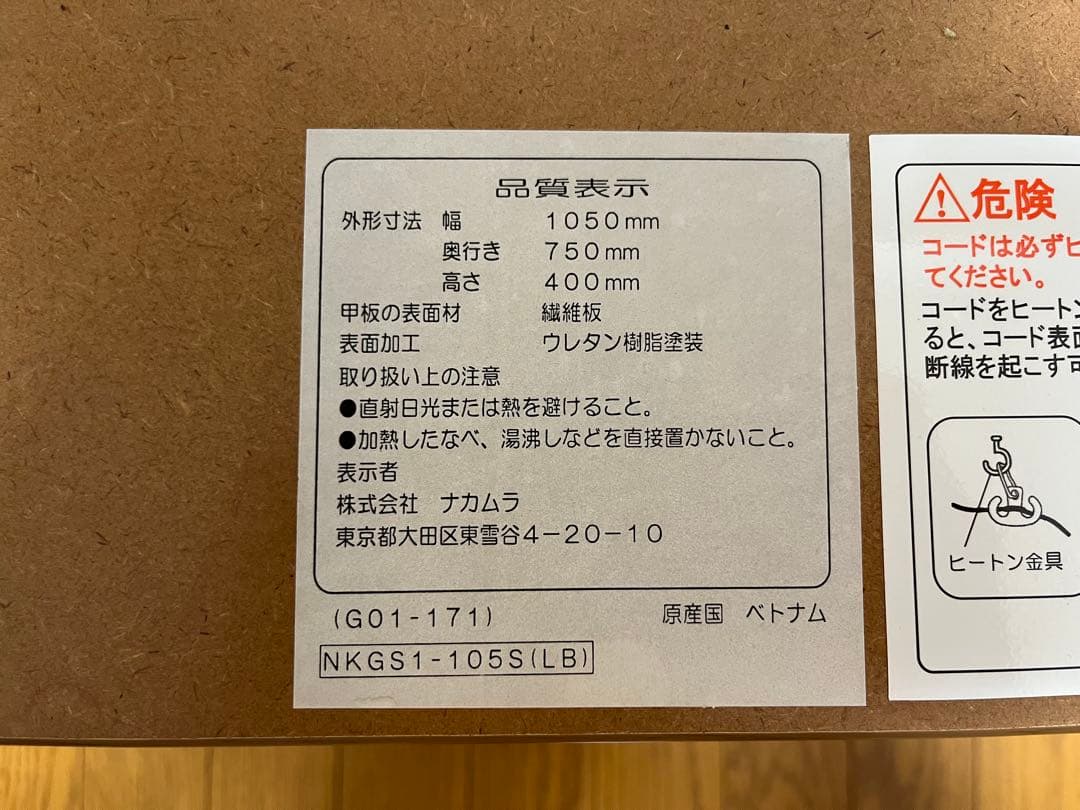 品質表示
外形寸法 幅 1050mm
奥行き 750mm
高さ 400mm
甲板の表面材 繊維板
表面加工 ウレタン樹脂塗装
取り扱い上の注意
●直射日光または熱を避けること。
●加熱したなべ、湯沸しなどを直接置かないこと。
表示者
株式会社 ナカムラ
東京都大田区東雪谷4-20-10
(G01-171) 原産国 ベトナム
NKGS1-105S(LB)
危険
コードは必ずヒ
てください。
コードをヒートン
ると、コード表面
断線を起こす可
ヒートン金具